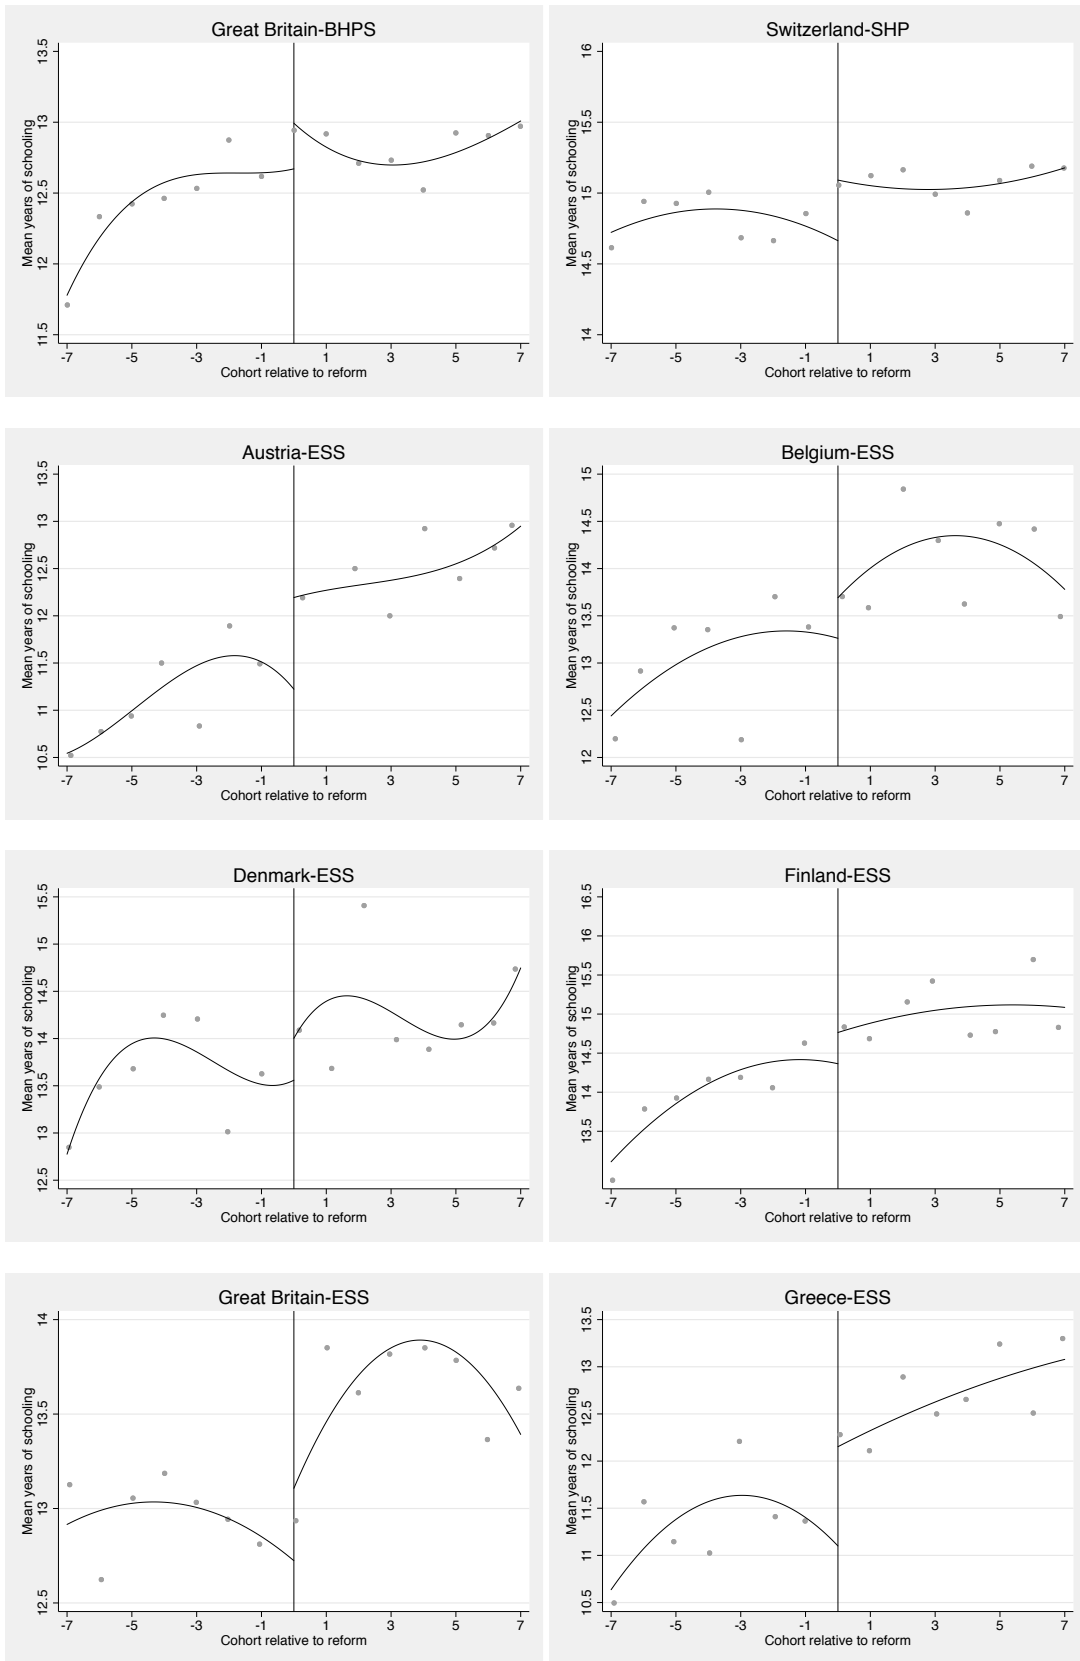 Great Britain-BHPS
Mean years of schooling
13.5
13
12.5
12
11.5
-7 -5 -3 -1 1 3 5 7
Cohort relative to reform
Switzerland-SHP
Mean years of schooling
16
15.5
15
14.5
14
-7 -5 -3 -1 1 3 5 7
Cohort relative to reform
Austria-ESS
Mean years of schooling
13.5
13
12.5
12
11.5
11
10.5
-7 -5 -3 -1 1 3 5 7
Cohort relative to reform
Belgium-ESS
Mean years of schooling
15
14.5
14
13.5
13
12.5
12
-7 -5 -3 -1 1 3 5 7
Cohort relative to reform
Denmark-ESS
Mean years of schooling
15.5
15
14.5
14
13.5
13
12.5
-7 -5 -3 -1 1 3 5 7
Cohort relative to reform
Finland-ESS
Mean years of schooling
16.5
16
15.5
15
14.5
14
13.5
-7 -5 -3 -1 1 3 5 7
Cohort relative to reform
Great Britain-ESS
Mean years of schooling
14
13.5
13
12.5
-7 -5 -3 -1 1 3 5 7
Cohort relative to reform
Greece-ESS
Mean years of schooling
13.5
13
12.5
12
11.5
11
10.5
-7 -5 -3 -1 1 3 5 7
Cohort relative to reform